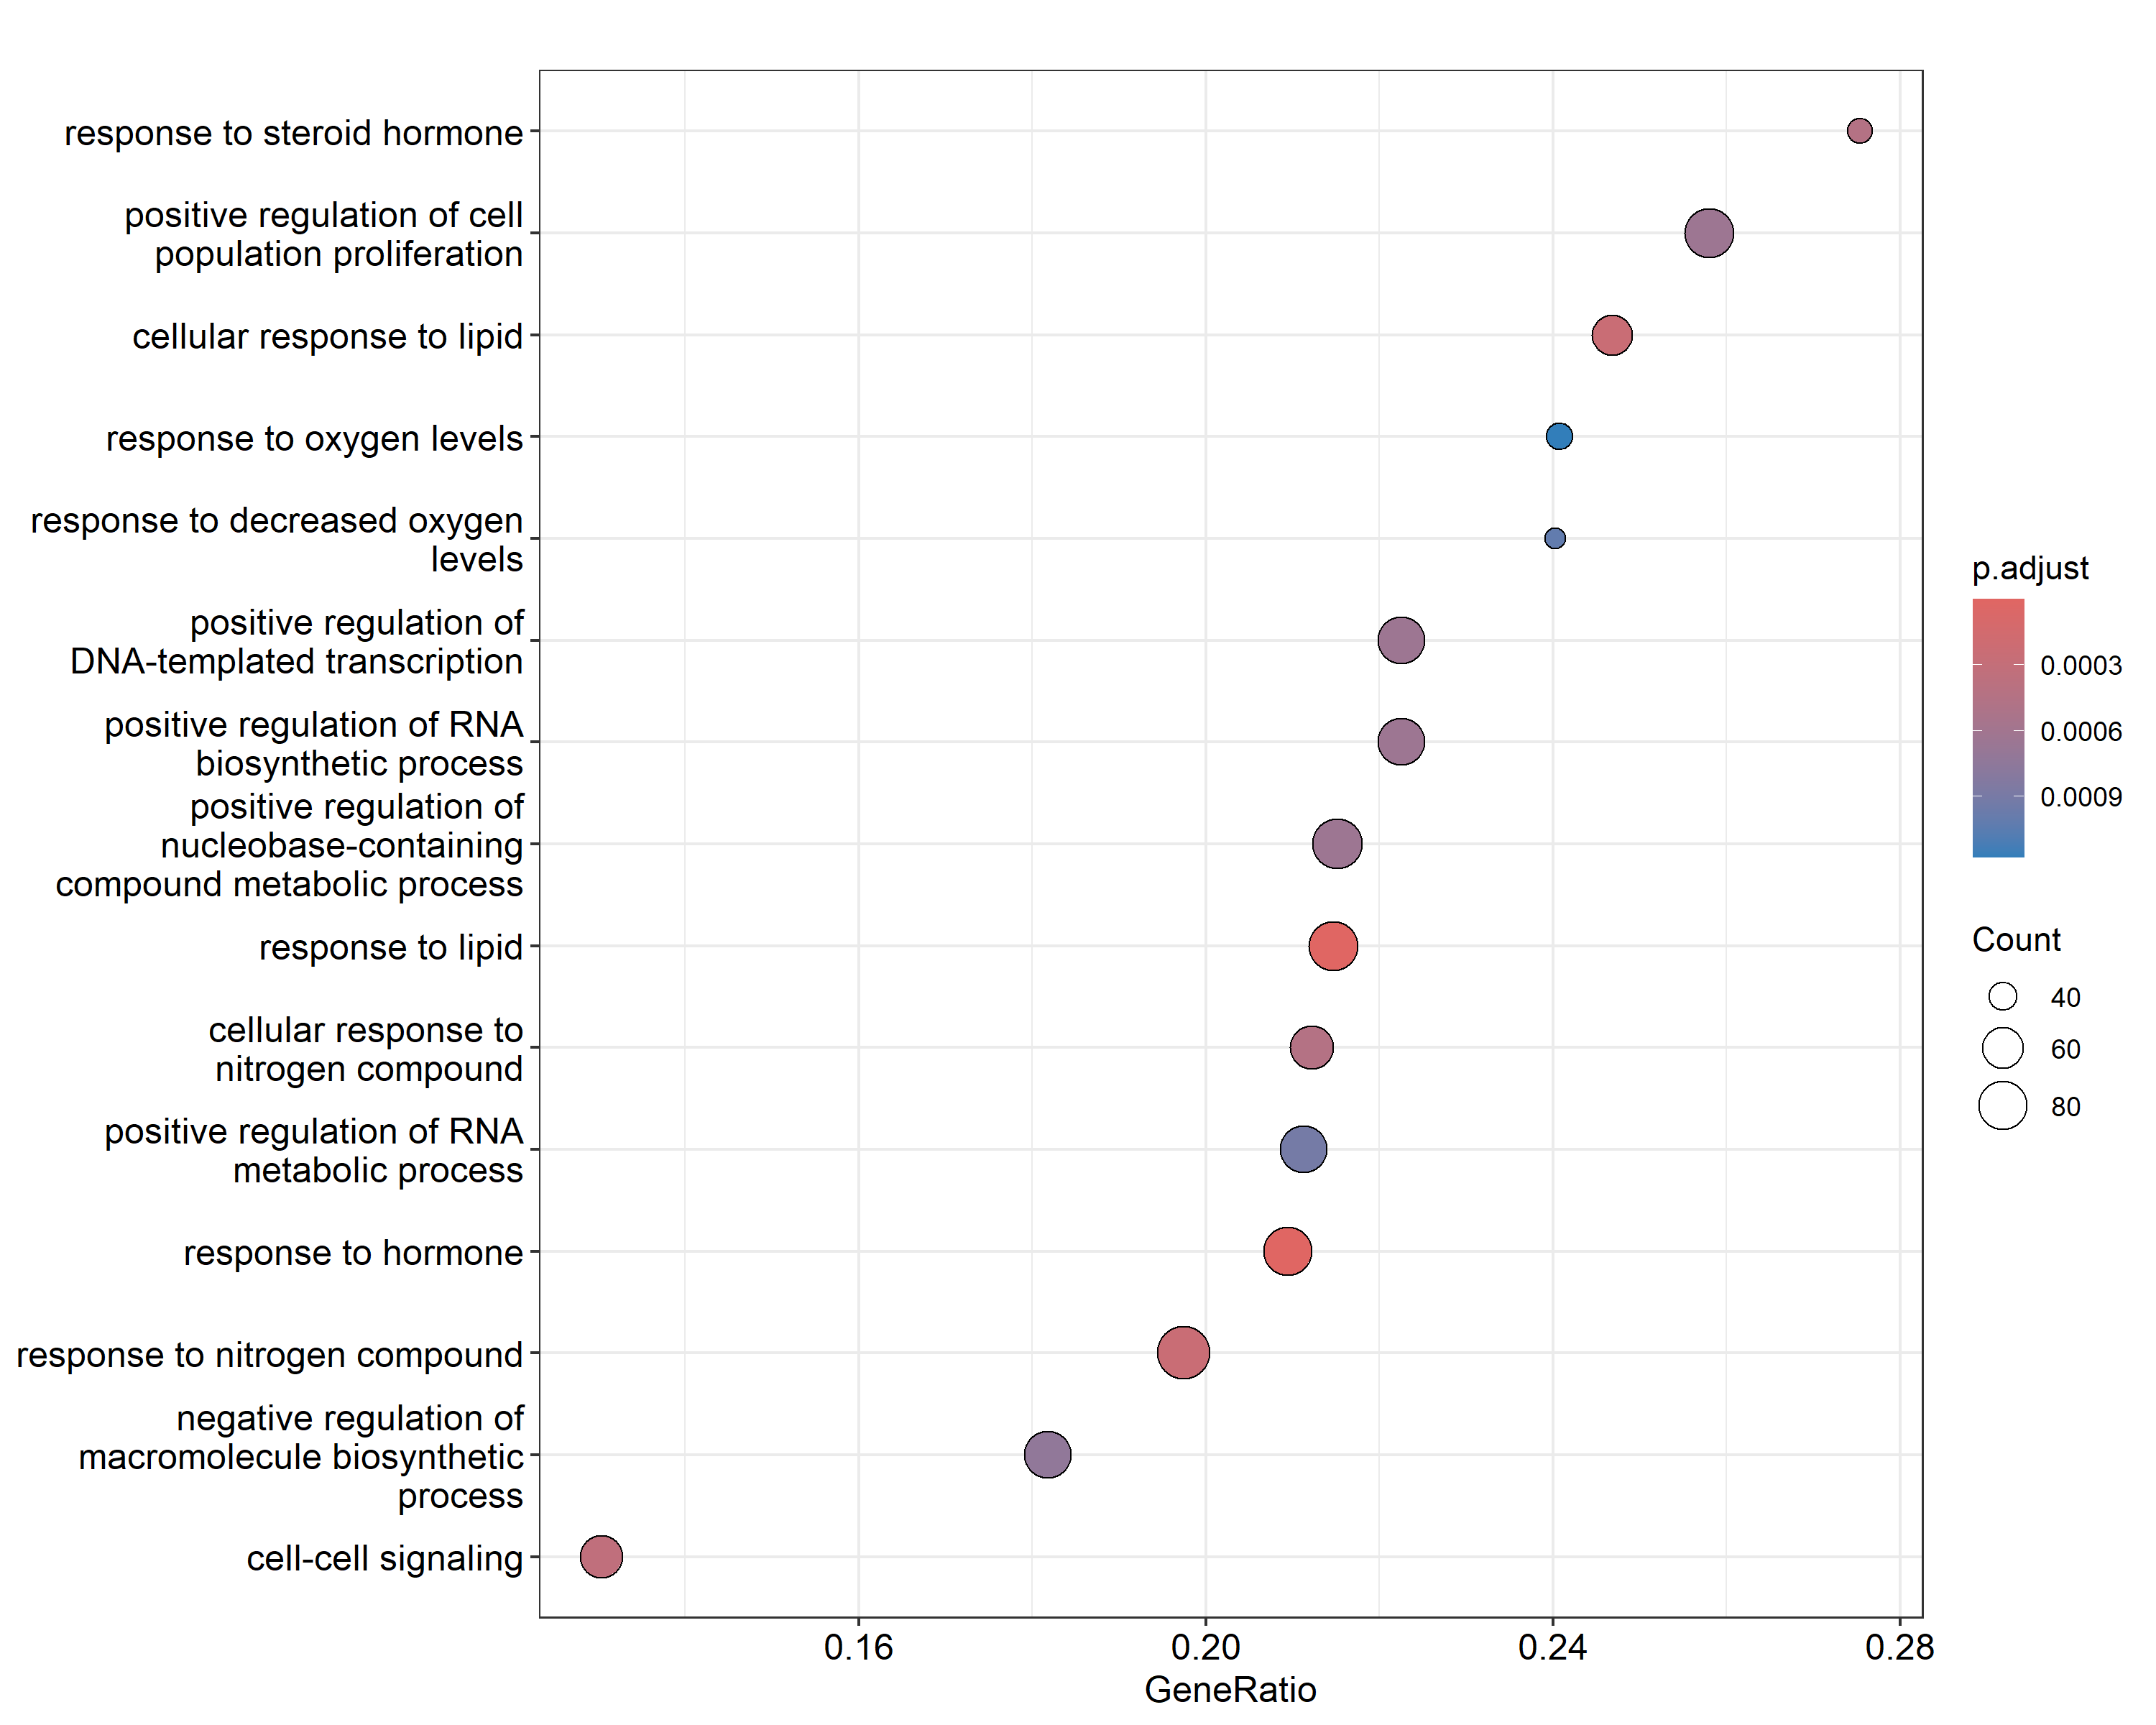 response to steroid hormone
positive regulation of cell
population proliferation
cellular response to lipid
response to oxygen levels
response to decreased oxygen
levels
positive regulation of
DNA-templated transcription
positive regulation of RNA
biosynthetic process
positive regulation of
nucleobase-containing
compound metabolic process
response to lipid
cellular response to
nitrogen compound
positive regulation of RNA
metabolic process
response to hormone
response to nitrogen compound
negative regulation of
macromolecule biosynthetic
process
cell-cell signaling
0.16
0.20
0.24
0.28
GeneRatio
p.adjust
0.0003
0.0006
0.0009
Count
40
60
80